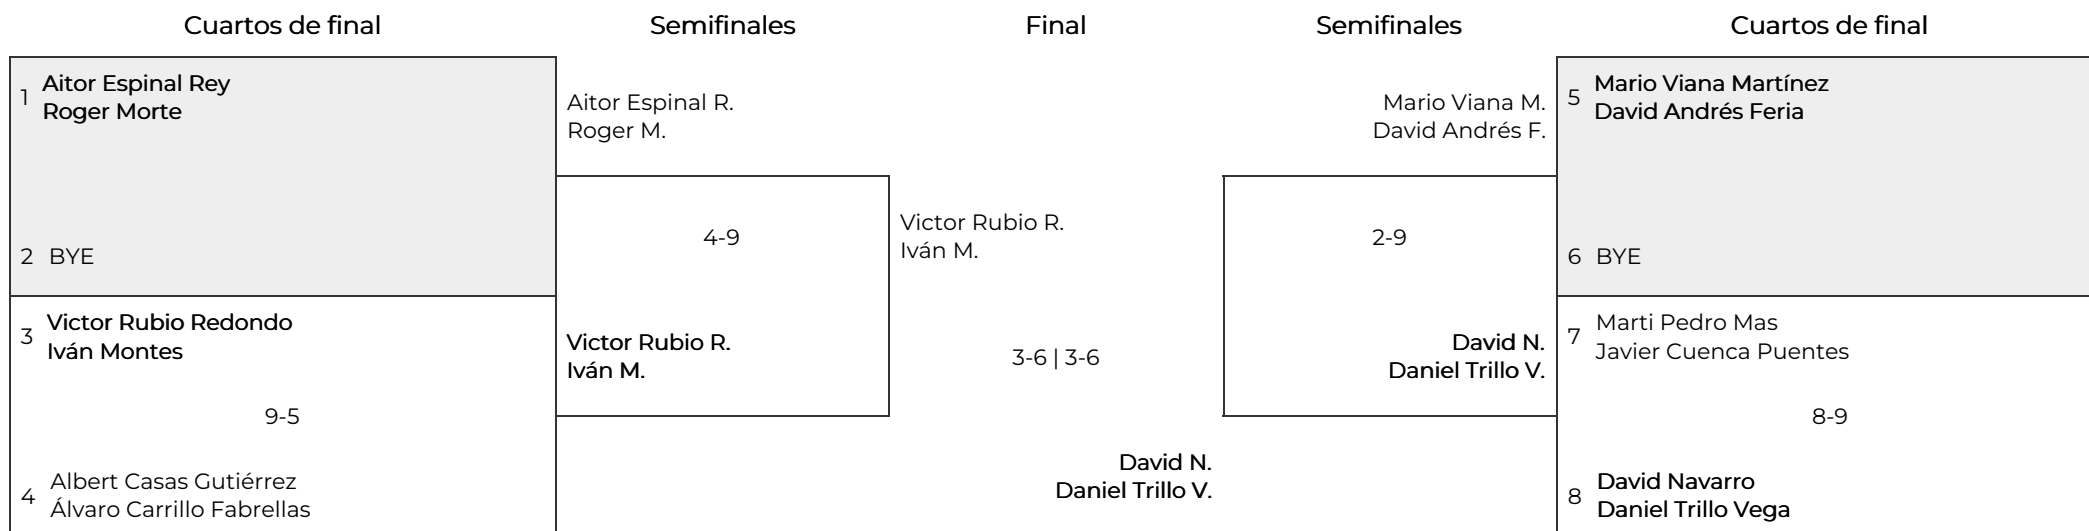 Cuartos de final
Semifinales
Final
Semifinales
Cuartos de final
1
Aitor Espinal Rey
Roger Morte
2 BYE
3
Victor Rubio Redondo
Iván Montes
9-5
4
Albert Casas Gutiérrez
Álvaro Carrillo Fabrellas
Aitor Espinal R.
Roger M.
4-9
Victor Rubio R.
Iván M.
Victor Rubio R.
Iván M.
3-6 | 3-6
David N.
Daniel Trillo V.
Mario Viana M.
David Andrés F.
2-9
David N.
Daniel Trillo V.
5
Mario Viana Martínez
David Andrés Feria
6 BYE
7
Marti Pedro Mas
Javier Cuenca Puentes
8-9
8
David Navarro
Daniel Trillo Vega